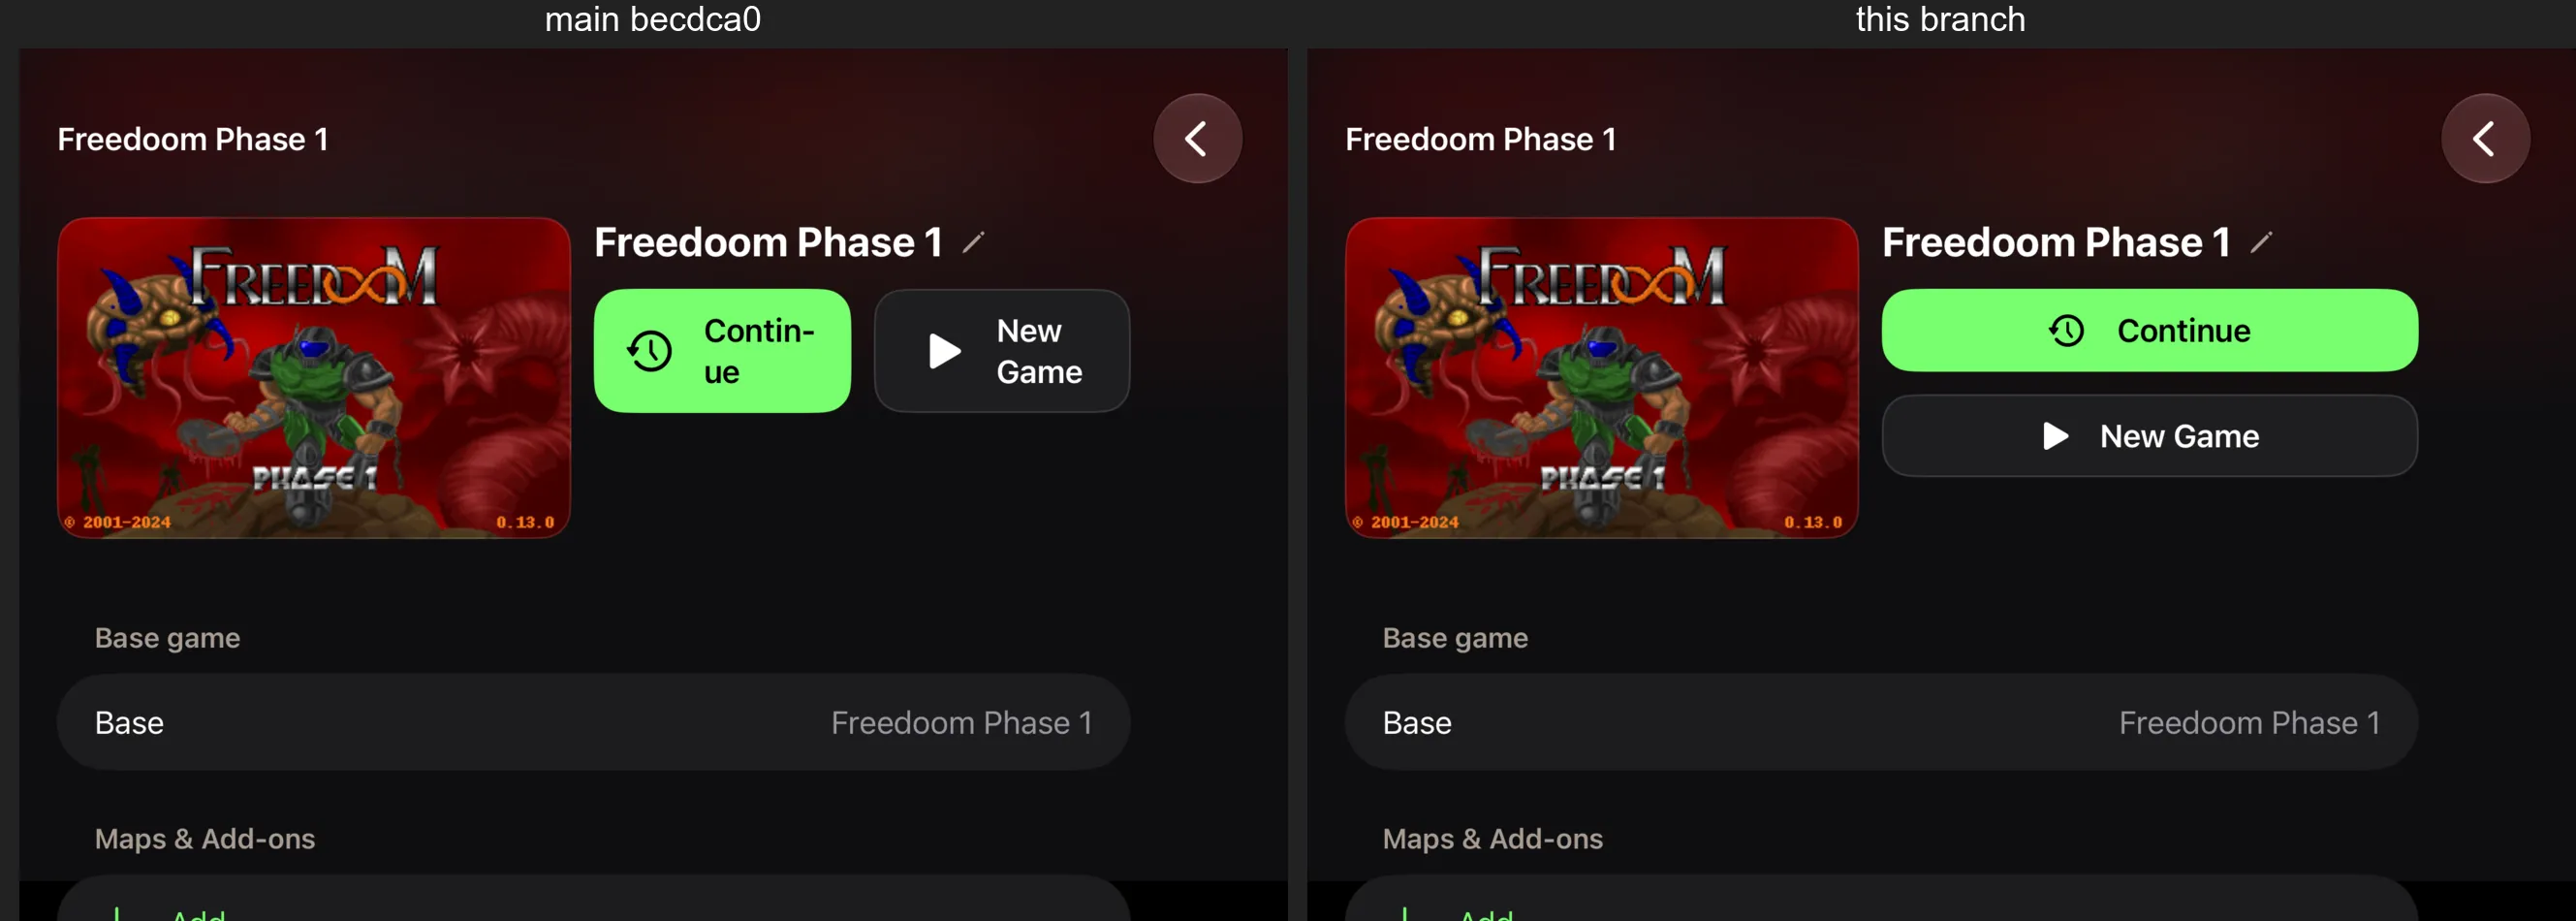 main becdca0
Freedoom Phase 1
FREEDOOM
PHASE 1
© 2001-2024
0.13.0
Freedoom Phase 1
Contin-
ue
New
Game
Base game
Base
Freedoom Phase 1
Maps & Add-ons
Add
this branch
Freedoom Phase 1
FREEDOOM
PHASE 1
© 2001-2024
0.13.0
Freedoom Phase 1
Continue
New Game
Base game
Base
Freedoom Phase 1
Maps & Add-ons
Add